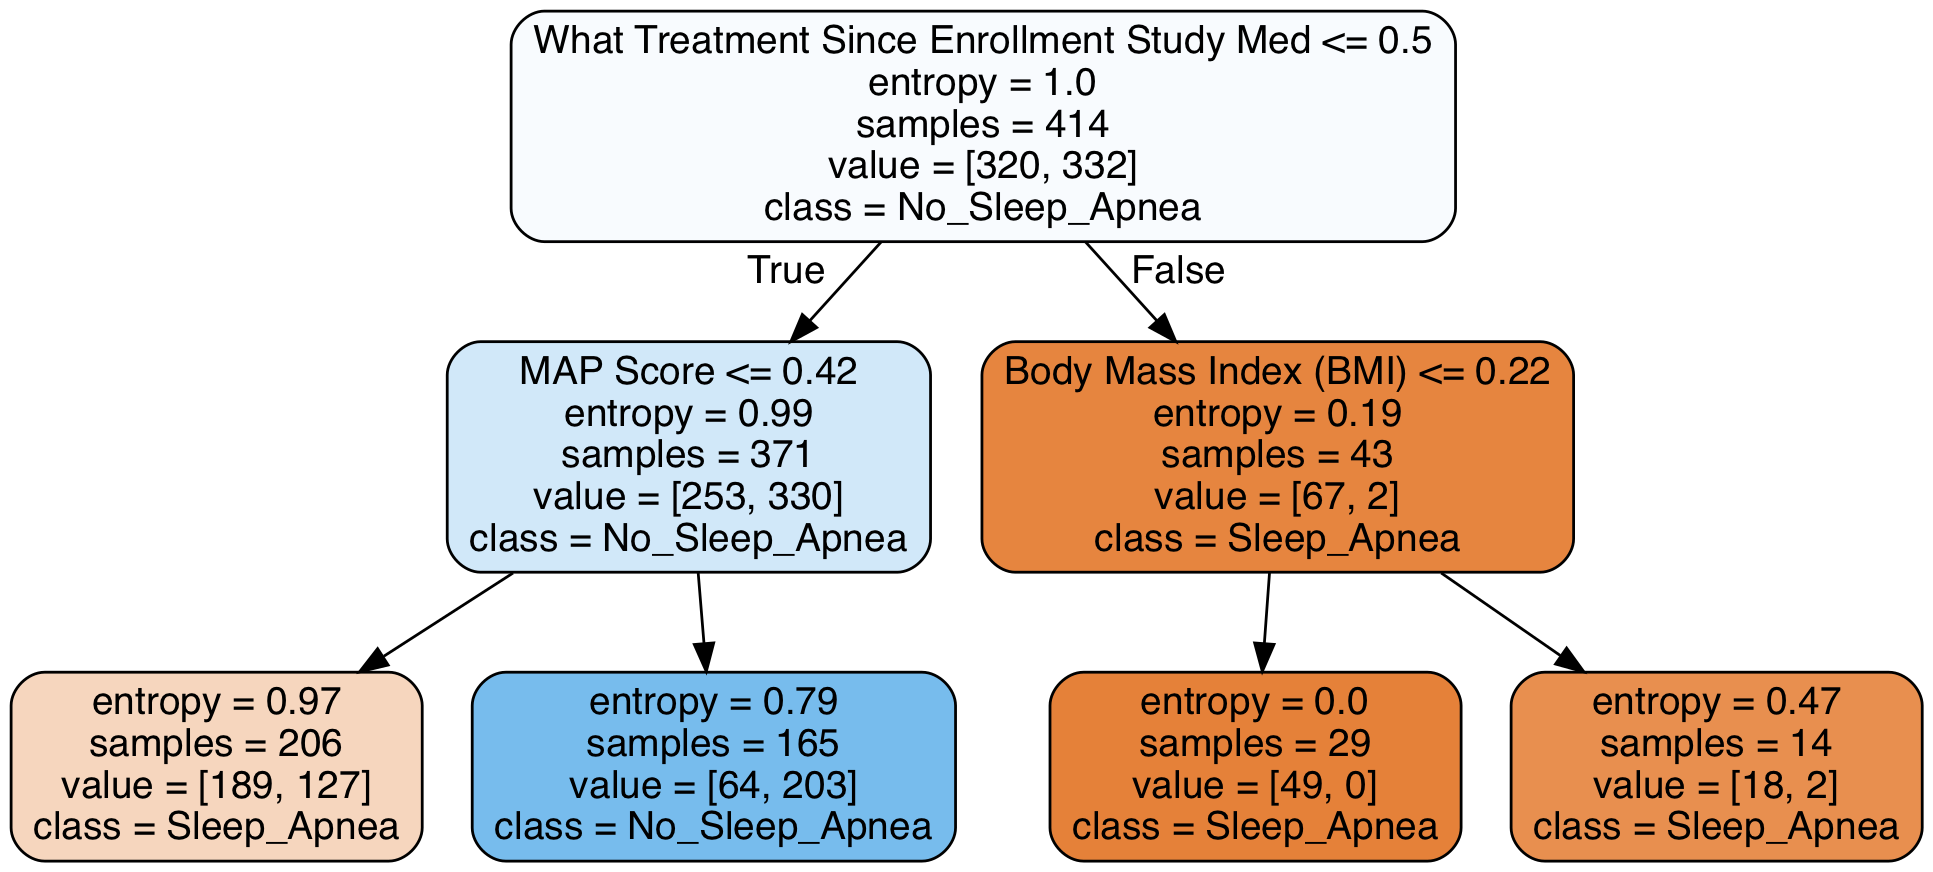 What Treatment Since Enrollment Study Med <= 0.5
entropy = 1.0
samples = 414
value = [320, 332]
class = No_Sleep_Apnea
True
False
MAP Score <= 0.42
entropy = 0.99
samples = 371
value = [253, 330]
class = No_Sleep_Apnea
Body Mass Index (BMI) <= 0.22
entropy = 0.19
samples = 43
value = [67, 2]
class = Sleep_Apnea
entropy = 0.97
samples = 206
value = [189, 127]
class = Sleep_Apnea
entropy = 0.79
samples = 165
value = [64, 203]
class = No_Sleep_Apnea
entropy = 0.0
samples = 29
value = [49, 0]
class = Sleep_Apnea
entropy = 0.47
samples = 14
value = [18, 2]
class = Sleep_Apnea